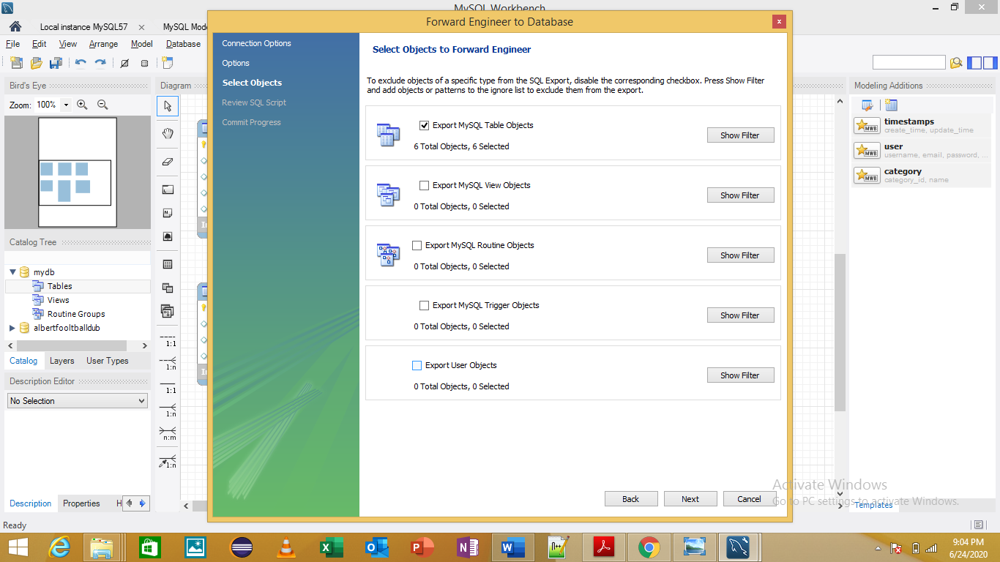 MySQL Workbench
Local instance MySQL57
MySQL Mod
File Edit View Arrange Model Database
Forward Engineer to Database
Bird's Eye
Zoom: 100%
Catalog Tree
mydb
Tables
Views
Routine Groups
albertfooltballdub
Catalog Layers User Types
Description Editor
No Selection
Description Properties H
Ready
Diagram
1:1
1:n
1:1
1:n
n:m
1:n
Connection Options
Options
Select Objects
Review SQL Script
Commit Progress
Select Objects to Forward Engineer
To exclude objects of a specific type from the SQL Export, disable the corresponding checkbox. Press Show Filter
and add objects or patterns to the ignore list to exclude them from the export.
Export MySQL Table Objects
6 Total Objects, 6 Selected
Show Filter
Export MySQL View Objects
0 Total Objects, 0 Selected
Show Filter
Export MySQL Routine Objects
0 Total Objects, 0 Selected
Show Filter
Export MySQL Trigger Objects
0 Total Objects, 0 Selected
Show Filter
Export User Objects
0 Total Objects, 0 Selected
Show Filter
Back Next Cancel
Modeling Additions
MWB
timestamps
create_time, update_time
MWB
user
username, email, password, ...
MWB
category
category_id, name
Activate Windows
Go to PC settings to activate Windows.
Templates
9:04 PM
6/24/2020